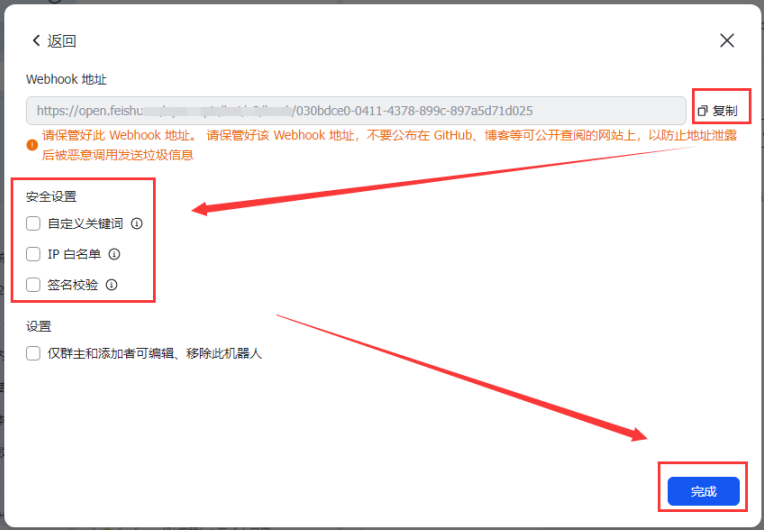 返回
Webhook 地址
https://open.feishu /030bdce0-0411-4378-899c-897a5d71d025
复制
请保管好此 Webhook 地址。 请保管好该 Webhook 地址，不要公布在 GitHub、博客等可公开查阅的网站上，以防止地址泄露
后被恶意调用发送垃圾信息
安全设置
自定义关键词
IP 白名单
签名校验
设置
仅群主和添加者可编辑、移除此机器人
完成